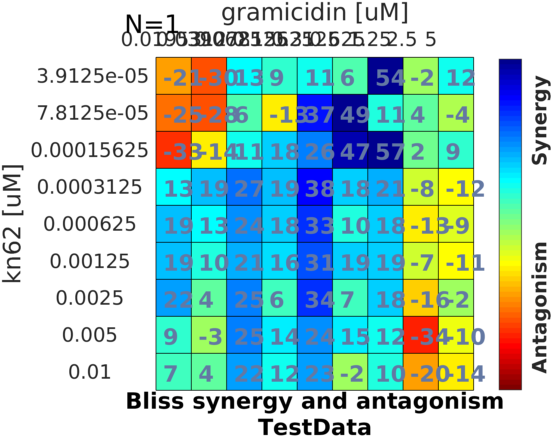 gramicidin [uM]
N=1
2.5 5
3.9125e-05 -21 -30 13 9 11 6 54 -2 12
7.8125e-05 -25 -28 6 -13 37 49 11 4 -4
0.00015625 -33 -14 11 18 26 47 57 2 9
0.0003125 13 19 27 19 38 18 21 -8 -12
0.000625 19 13 24 18 33 10 18 -13 -9
0.00125 19 10 21 16 31 19 19 -7 -11
0.0025 22 4 25 6 34 7 18 -16 -2
0.005 9 -3 25 14 24 15 12 -34 -10
0.01 7 4 22 12 23 -2 10 -20 -14
kn62 [uM]
Synergy
Antagonism
Bliss synergy and antagonism
TestData